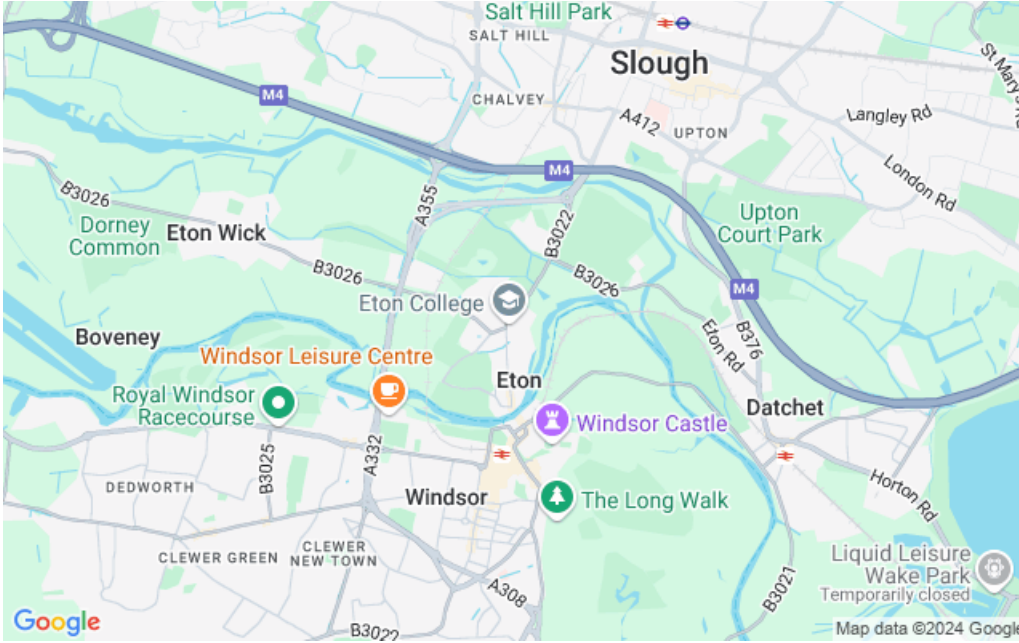 Salt Hill Park
SALT HILL
Slough
M4
CHALVEY
A412
UPTON
Langley Rd
St Mary's
London Rd
M4
B3026
Dorney
Common
Eton Wick
A355
B3022
Upton
Court Park
B3026
B3026
M4
Eton College
Boveney
Windsor Leisure Centre
Eton Rd
B376
Royal Windsor
Racecourse
Eton
Windsor Castle
Datchet
B3025
A332
DEDWORTH
Windsor
The Long Walk
Horton Rd
CLEWER GREEN
CLEWER
NEW TOWN
A308
B3021
Liquid Leisure
Wake Park
Temporarily closed
Google
B3022
Map data ©2024 Google